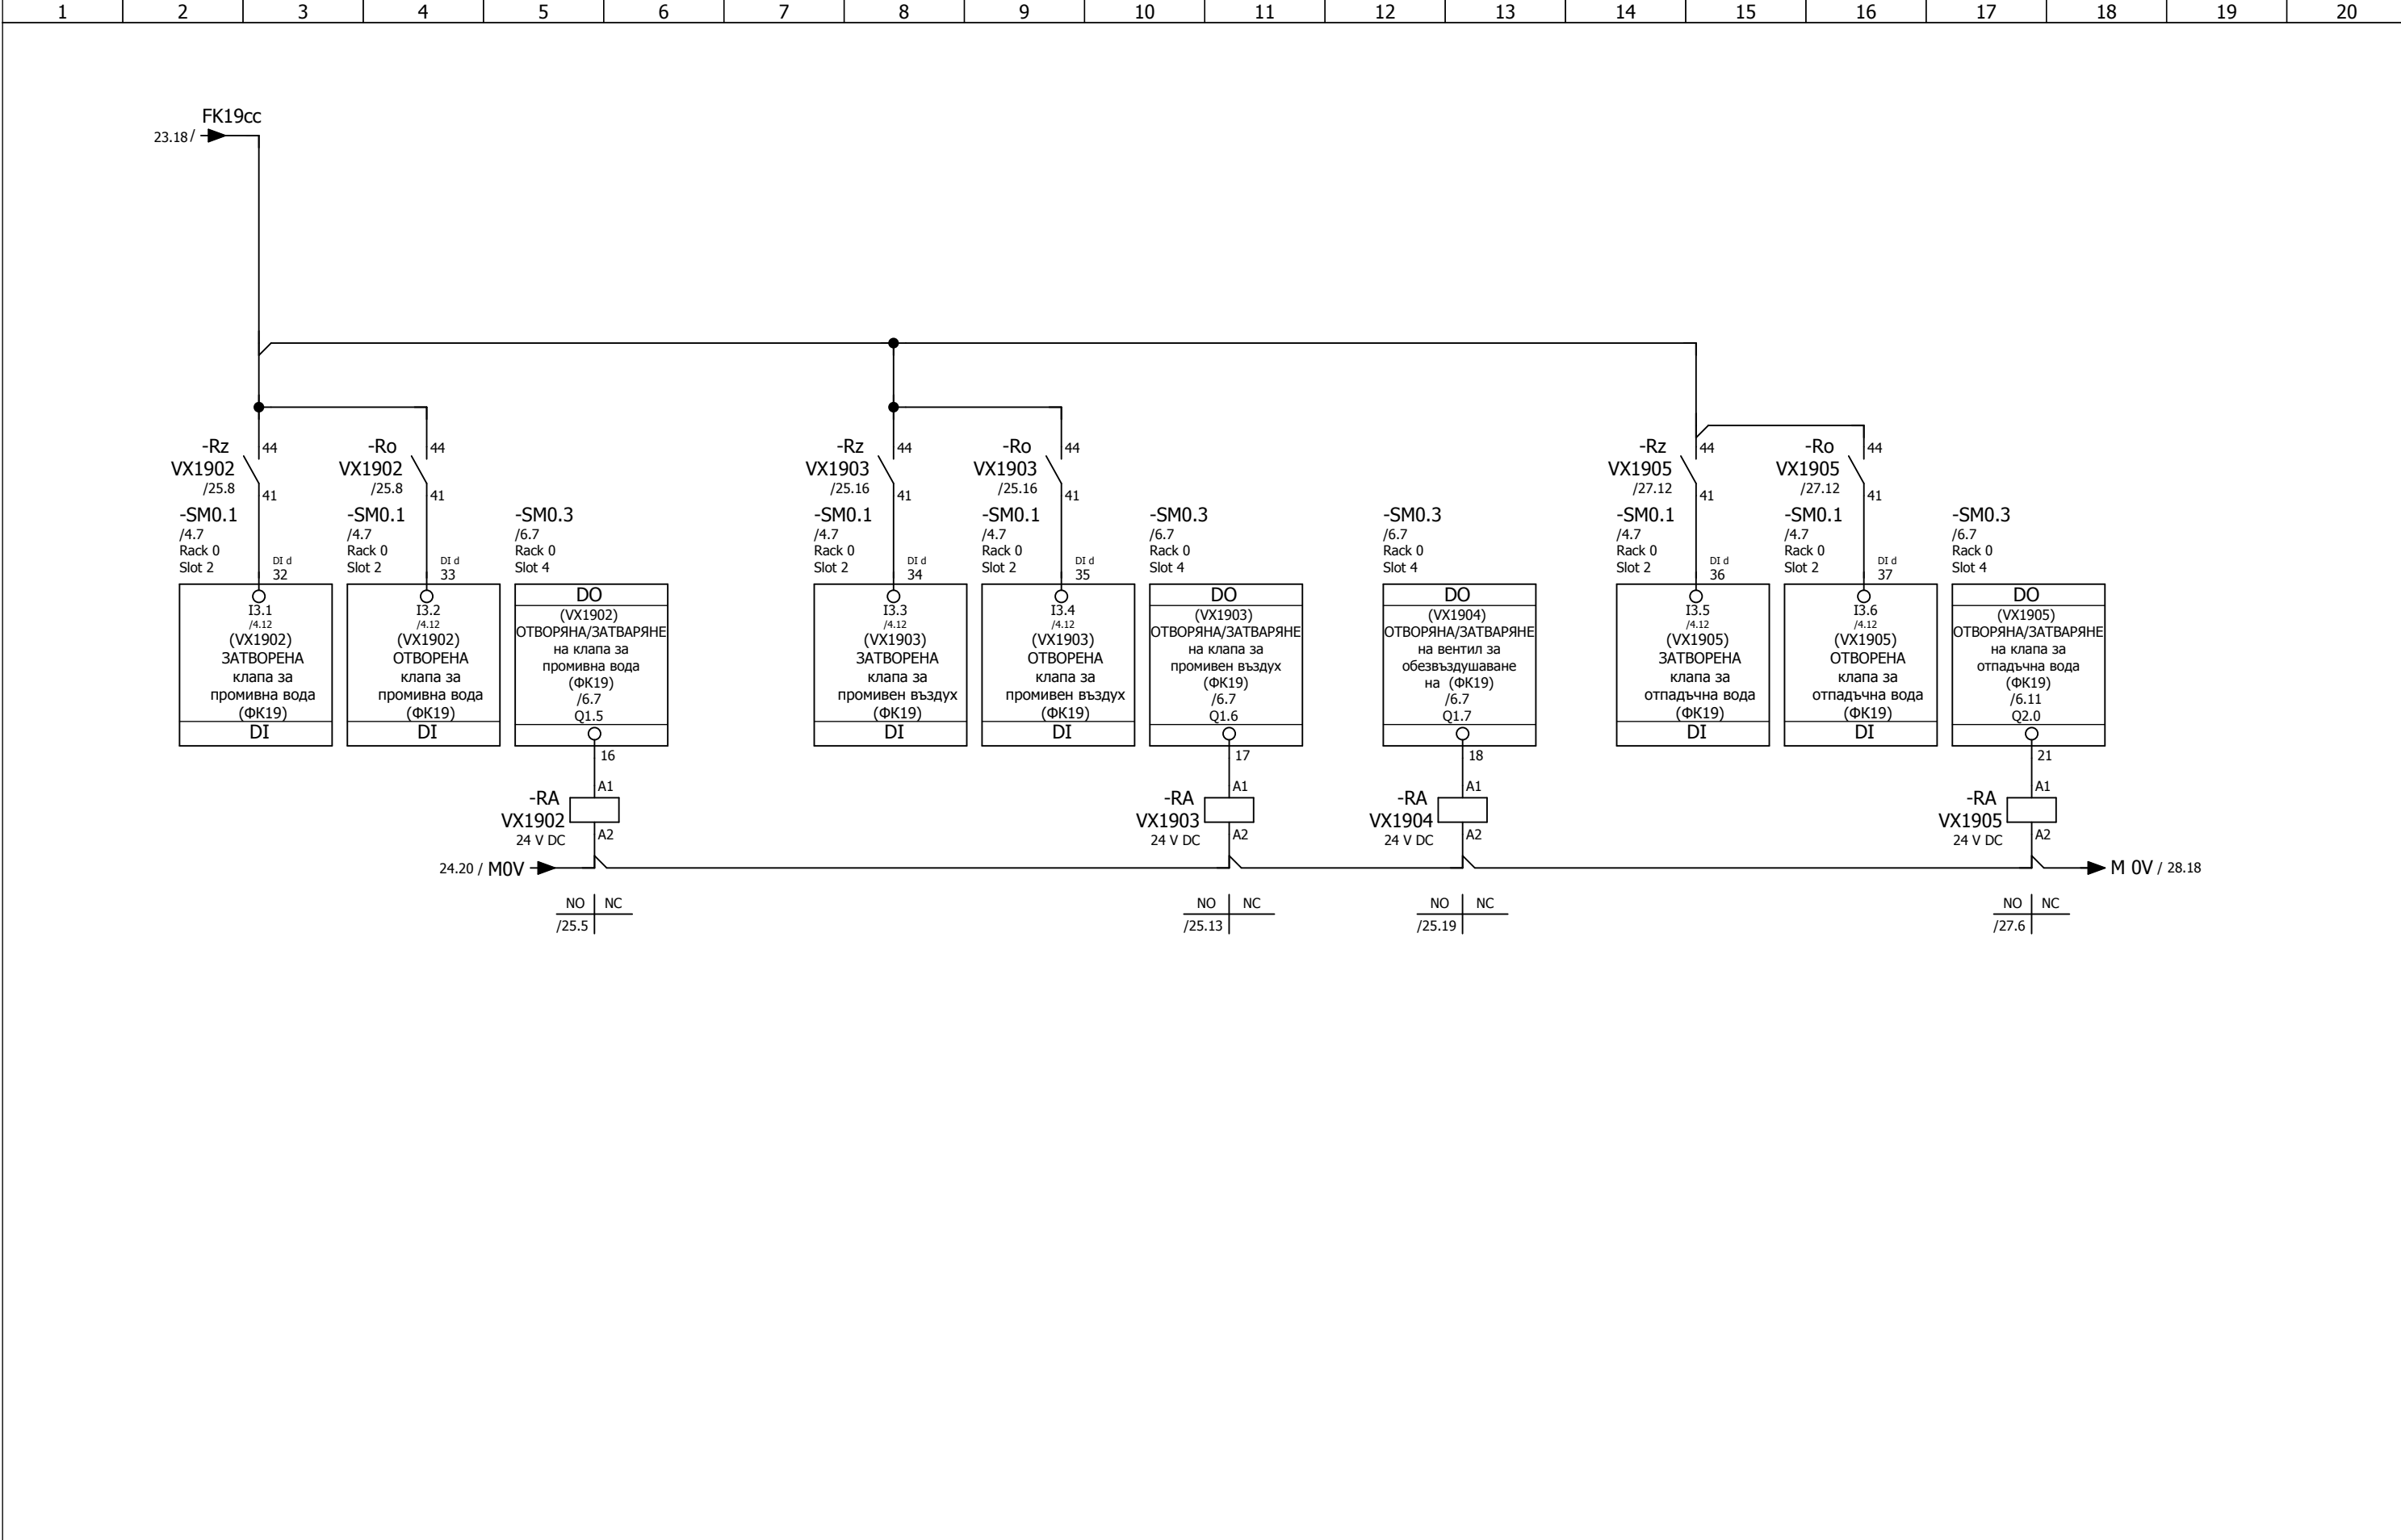 1 2 3 4 5 6 7 8 9 10 11 12 13 14 15 16 17 18 19 20
FK19cc
23.18/
-Rz 44
VX1902
/25.8
41
-SM0.1
/4.7
Rack 0
Slot 2
DI d
32
I3.1
/4.12
(VX1902)
ЗАТВОРЕНА
клапа за
промивна вода
(ФК19)
DI
-Ro 44
VX1902
/25.8
41
-SM0.1
/4.7
Rack 0
Slot 2
DI d
33
I3.2
/4.12
(VX1902)
ОТВОРЕНА
клапа за
промивна вода
(ФК19)
DI
-SM0.3
/6.7
Rack 0
Slot 4
DO
(VX1902)
ОТВОРЯНА/ЗАТВАРЯНЕ
на клапа за
промивна вода
(ФК19)
/6.7
Q1.5
16
A1
-RA
VX1902
A2
24 V DC
-Rz 44
VX1903
/25.16
41
-SM0.1
/4.7
Rack 0
Slot 2
DI d
34
I3.3
/4.12
(VX1903)
ЗАТВОРЕНА
клапа за
промивен въздух
(ФК19)
DI
-Ro 44
VX1903
/25.16
41
-SM0.1
/4.7
Rack 0
Slot 2
DI d
35
I3.4
/4.12
(VX1903)
ОТВОРЕНА
клапа за
промивен въздух
(ФК19)
DI
-SM0.3
/6.7
Rack 0
Slot 4
DO
(VX1903)
ОТВОРЯНА/ЗАТВАРЯНЕ
на клапа за
промивен въздух
(ФК19)
/6.7
Q1.6
17
A1
-RA
VX1903
A2
24 V DC
-SM0.3
/6.7
Rack 0
Slot 4
DO
(VX1904)
ОТВОРЯНА/ЗАТВАРЯНЕ
на вентил за
обезвъздушаване
на (ФК19)
/6.7
Q1.7
18
A1
-RA
VX1904
A2
24 V DC
-Rz 44
VX1905
/27.12
41
-SM0.1
/4.7
Rack 0
Slot 2
DI d
36
I3.5
/4.12
(VX1905)
ЗАТВОРЕНА
клапа за
отпадъчна вода
(ФК19)
DI
-Ro 44
VX1905
/27.12
41
-SM0.1
/4.7
Rack 0
Slot 2
DI d
37
I3.6
/4.12
(VX1905)
ОТВОРЕНА
клапа за
отпадъчна вода
(ФК19)
DI
-SM0.3
/6.7
Rack 0
Slot 4
DO
(VX1905)
ОТВОРЯНА/ЗАТВАРЯНЕ
на клапа за
отпадъчна вода
(ФК19)
/6.11
Q2.0
21
A1
-RA
VX1905
A2
24 V DC
24.20 / M0V
M 0V / 28.18
NO NC
/25.5
NO NC
/25.13
NO NC
/25.19
NO NC
/27.6